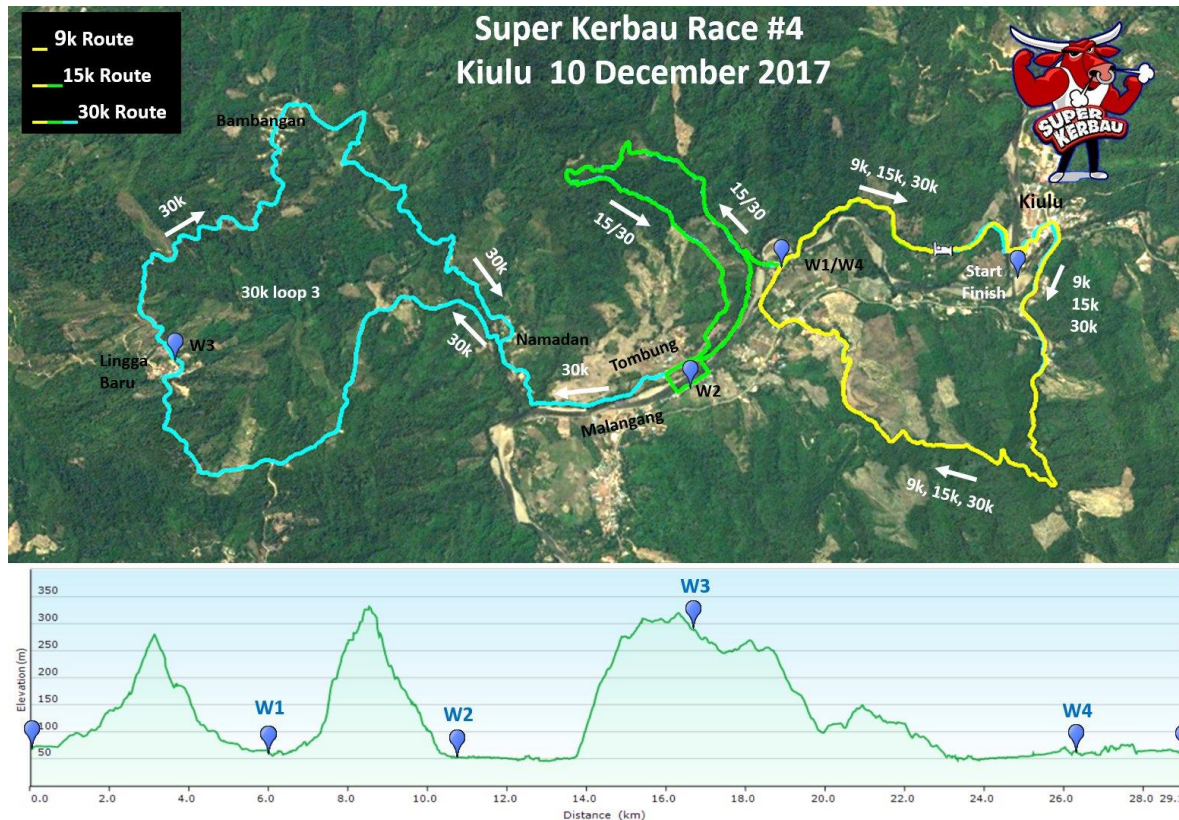 Super Kerbau Race #4
Kiulu 10 December 2017
9k Route
15k Route
30k Route
SUPER
KERBAU
Bambangan
9k, 15k, 30k
Kiulu
30k
15/30
15/30
W1/W4
Start
Finish
30k
9k
15k
30k
30k loop 3
W3
Lingga
Baru
30k
Namadan
Tombung
30k
W2
Malangang
9k, 15k, 30k
Elevation (m)
350
300
250
200
150
100
50
W1
W2
W3
W4
0.0 2.0 4.0 6.0 8.0 10.0 12.0 14.0 16.0 18.0 20.0 22.0 24.0 26.0 28.0 29.
Distance (km)